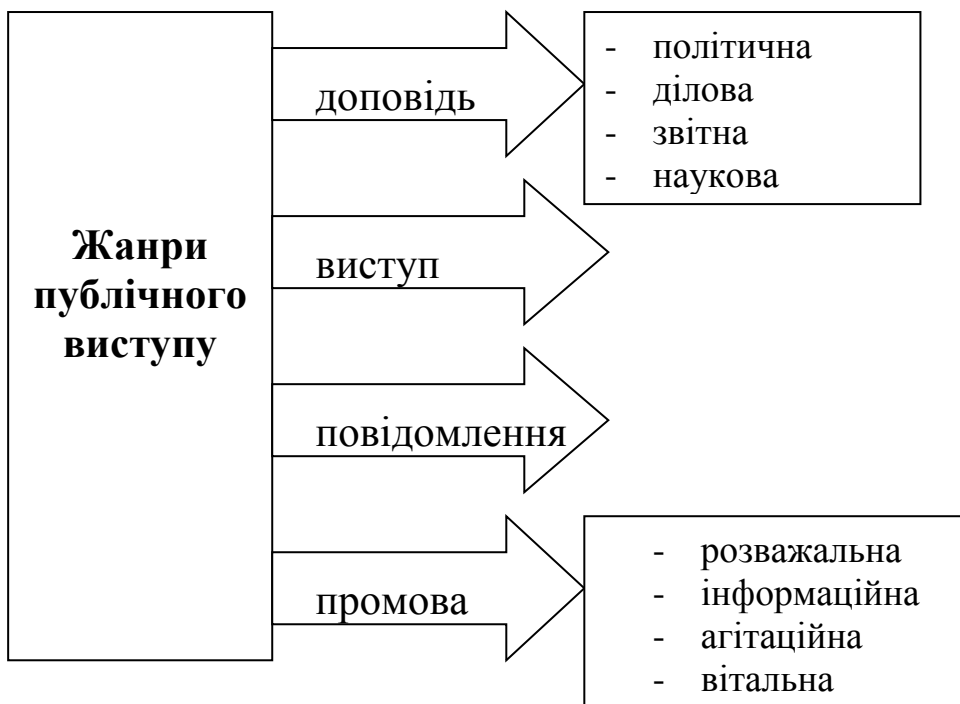 Жанри
публічного
виступу
доповідь
- політична
- ділова
- звітна
- наукова
виступ
повідомлення
промова
- розважальна
- інформаційна
- агітаційна
- вітальна